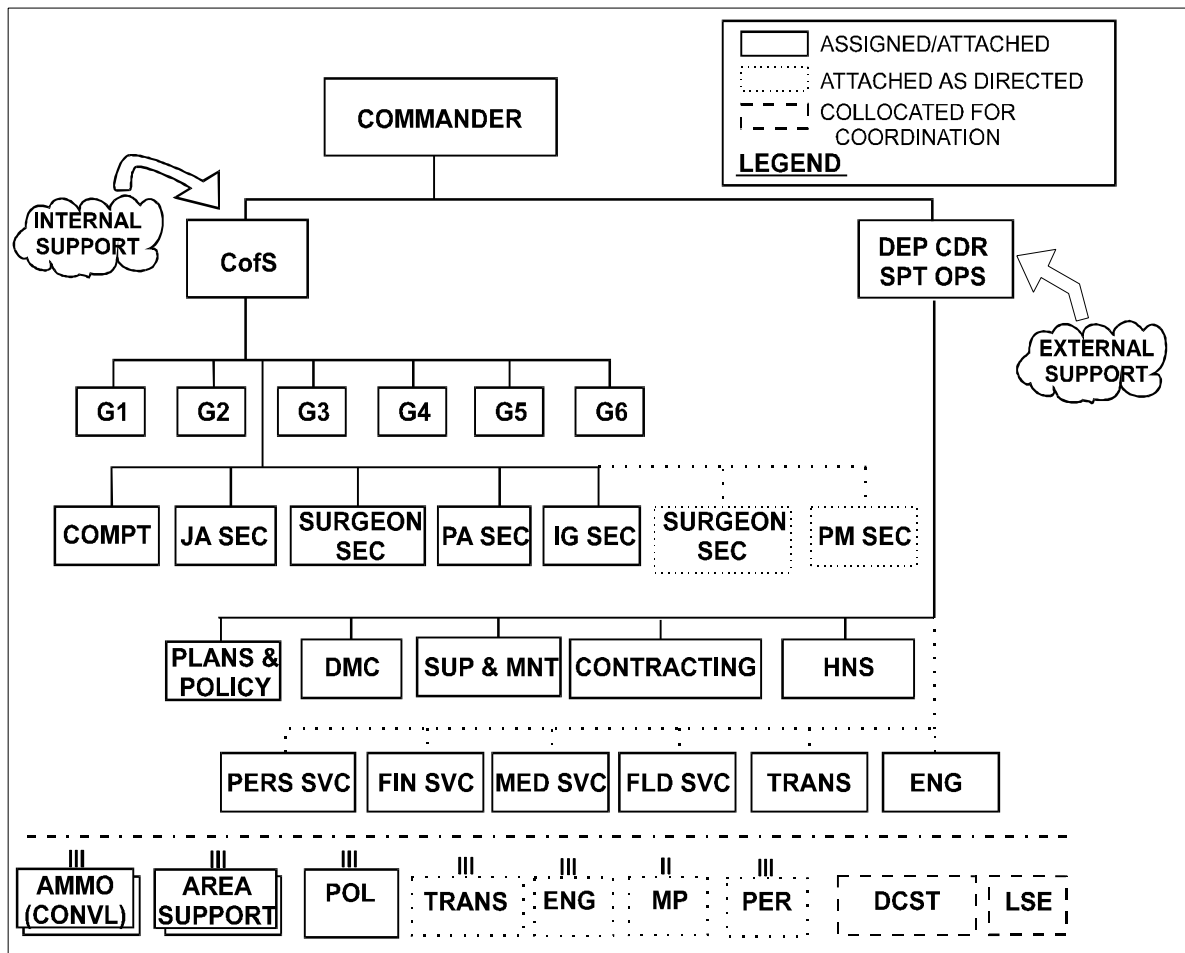 ASSIGNED/ATTACHED
ATTACHED AS DIRECTED
COLLOCATED FOR
COORDINATION
LEGEND
COMMANDER
INTERNAL
SUPPORT
CofS
DEP CDR
SPT OPS
EXTERNAL
SUPPORT
G1
G2
G3
G4
G5
G6
COMPT
JA SEC
SURGEON
SEC
PA SEC
IG SEC
SURGEON
SEC
PM SEC
PLANS &
POLICY
DMC
SUP & MNT
CONTRACTING
HNS
PERS SVC
FIN SVC
MED SVC
FLD SVC
TRANS
ENG
III
AMMO
(CONVL)
III
AREA
SUPPORT
III
POL
III
TRANS
III
ENG
II
MP
III
PER
DCST
LSE